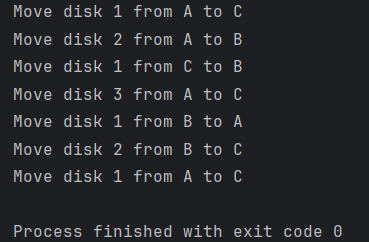 Move disk 1 from A to C
Move disk 2 from A to B
Move disk 1 from C to B
Move disk 3 from A to C
Move disk 1 from B to A
Move disk 2 from B to C
Move disk 1 from A to C
Process finished with exit code 0